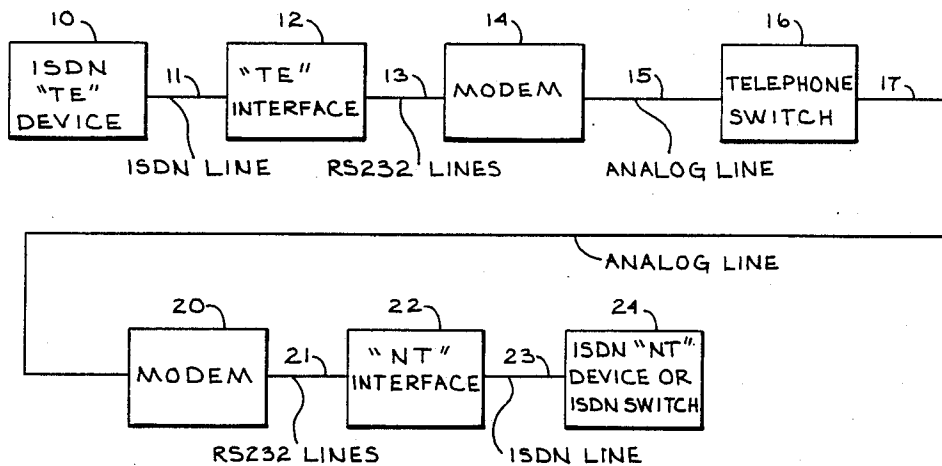 10
12
14
16
ISDN
"TE"
DEVICE
11
"TE"
INTERFACE
13
MODEM
15
TELEPHONE
SWITCH
17
ISDN LINE
RS232 LINES
ANALOG LINE
ANALOG LINE
20
22
24
MODEM
21
"NT"
INTERFACE
23
ISDN "NT"
DEVICE OR
ISDN SWITCH
RS232 LINES
ISDN LINE